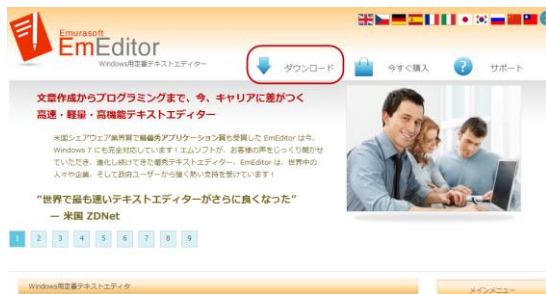 Emurasoft
EmEditor
Windows用定番テキストエディター
ダウンロード
今すぐ購入
?
サポート
文章作成からプログラミングまで、今、キャリアに差がつく
高速・軽量・高機能テキストエディター
米国シェアウェア業界賞で最優秀アプリケーション賞も受賞した EmEditor は今、
Windows 7 にも完全対応しています！エムソフトが、お客様の声をじっくり聞かせ
ていただき、進化し続けてきた優秀テキストエディター、EmEditor は、世界中の
人々や企業、そして政府ユーザーから強く熱い支持を受けています！
“世界で最も速いテキストエディターがさらに良くなった”
— 米国 ZDNet
1 2 3 4 5 6 7 8 9
Windows用定番テキストエディタ
メインメニュー